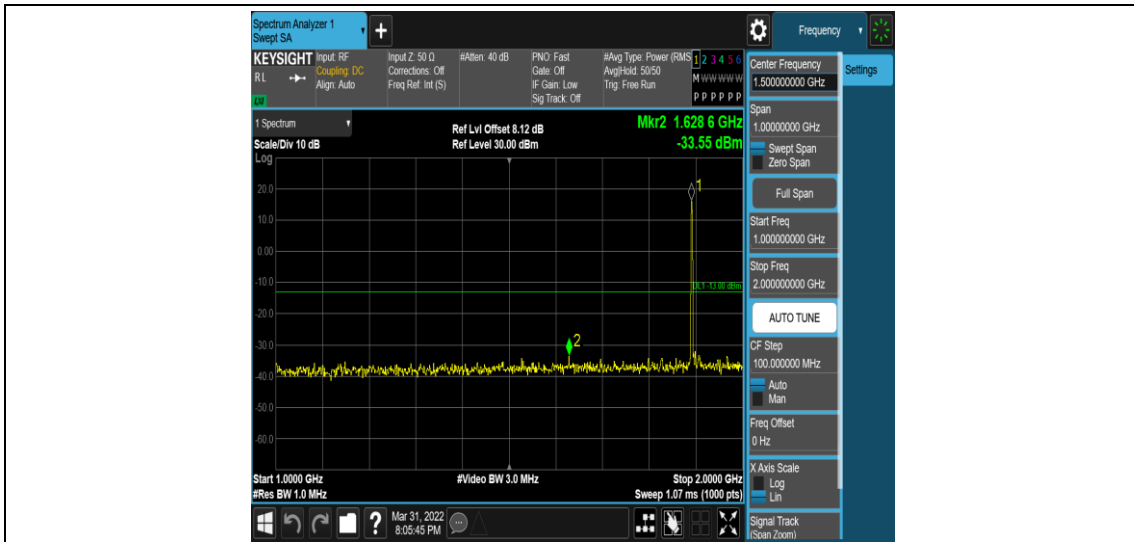 Spectrum Analyzer 1
Swept SA
+
Frequency
KEYSIGHT
RL
LXI
Input: RF
Coupling: DC
Align: Auto
Input Z: 50 Ω
Corrections: Off
Freq Ref: Int (S)
#Atten: 40 dB
PNO: Fast
Gate: Off
IF Gain: Low
Sig Track: Off
#Avg Type: Power (RMS
Avg|Hold: 50/50
Trig: Free Run
1 2 3 4 5 6
M W W W W W
P P P P P P
1 Spectrum
Scale/Div 10 dB
Log
Ref Lvl Offset 8.12 dB
Ref Level 30.00 dBm
Mkr2 1.628 6 GHz
-33.55 dBm
1
20.0
10.0
0.00
-10.0
DL1 -13.00 dBm
-20.0
-30.0
2
-40.0
-50.0
-60.0
Start 1.0000 GHz
#Res BW 1.0 MHz
#Video BW 3.0 MHz
Stop 2.0000 GHz
Sweep 1.07 ms (1000 pts)
Center Frequency
1.500000000 GHz
Settings
Span
1.00000000 GHz
Swept Span
Zero Span
Full Span
Start Freq
1.000000000 GHz
Stop Freq
2.000000000 GHz
AUTO TUNE
CF Step
100.000000 MHz
Auto
Man
Freq Offset
0 Hz
X Axis Scale
Log
Lin
Signal Track
(Span Zoom)
?
Mar 31, 2022
8:05:45 PM